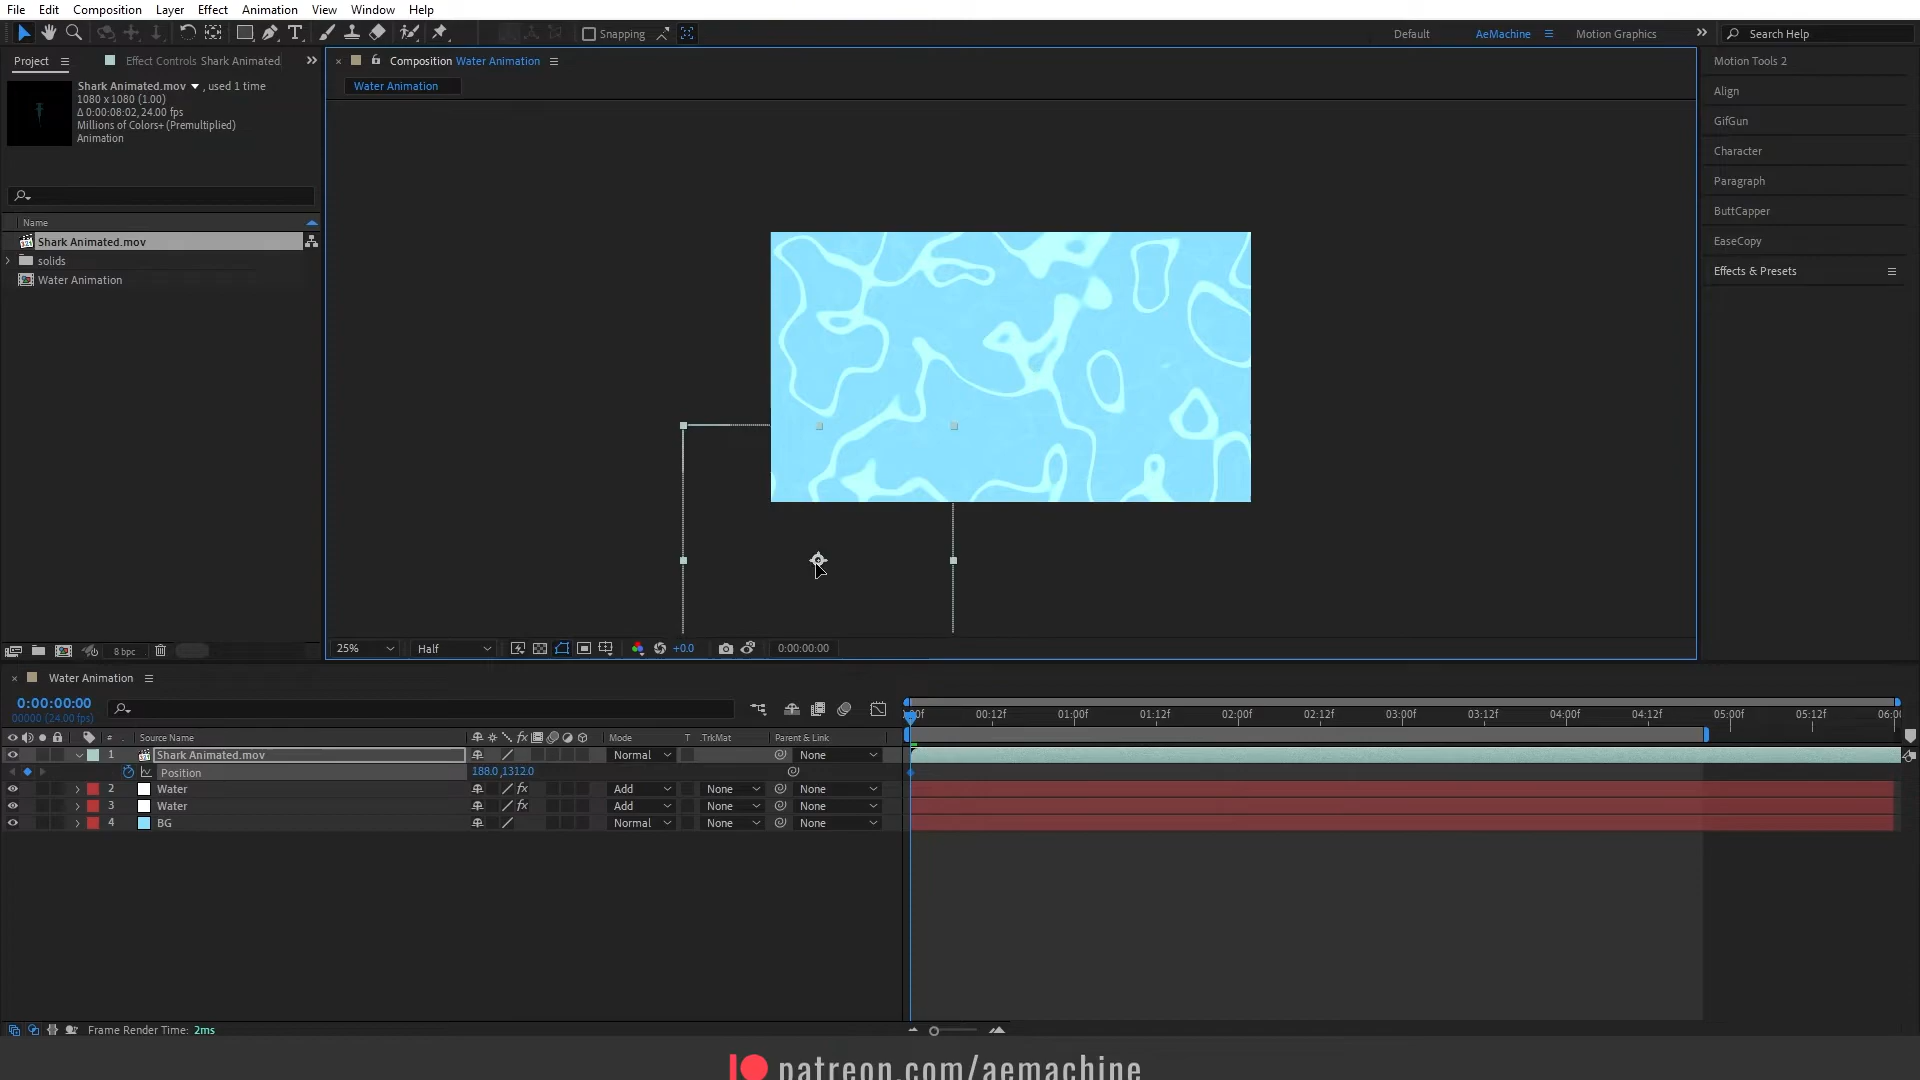 File Edit Composition Layer Effect Animation View Window Help
Snapping Default AeMachine Motion Graphics Search Help
Project Effect Controls Shark Animated
Shark Animated.mov , used 1 time
1080 x 1080 (1.00)
Δ 0:00:08:02, 24.00 fps
Millions of Colors+ (Premultiplied)
Animation
Name
Shark Animated.mov
solids
Water Animation
8 bpc
Composition Water Animation
Water Animation
25% Half +0.0 0:00:00:00
Motion Tools 2
Align
GifGun
Character
Paragraph
ButtCapper
EaseCopy
Effects & Presets
Water Animation
0:00:00:00
00000 (24.00 fps)
00:12f 01:00f 01:12f 02:00f 02:12f 03:00f 03:12f 04:00f 04:12f 05:00f 05:12f
# Source Name Mode T .TrkMat Parent & Link
1 Shark Animated.mov Normal None
Position 188.0,1312.0
2 Water Add None None
3 Water Add None None
4 BG Normal None None
Frame Render Time: 2ms
patreon.com/aemachine